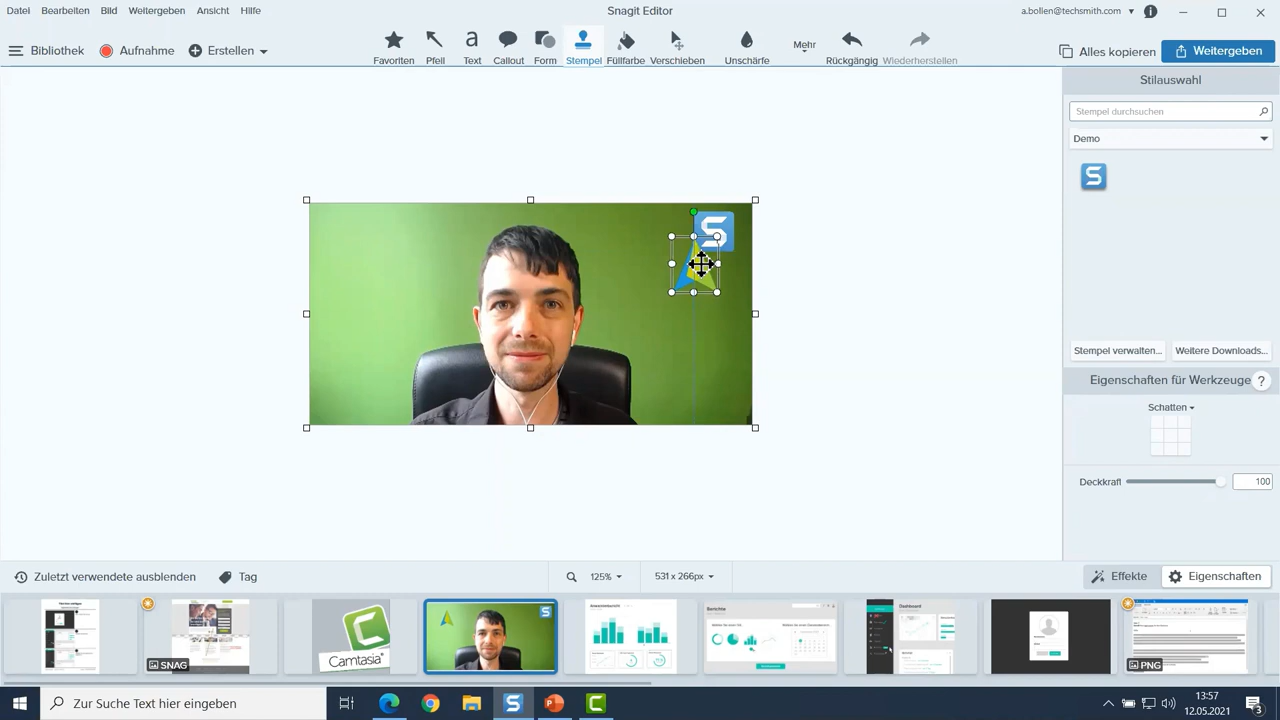 Datei Bearbeiten Bild Weitergeben Ansicht Hilfe
Snagit Editor
a.bollen@techsmith.com
Bibliothek Aufnahme Erstellen
Favoriten Pfeil Text Callout Form Stempel Füllfarbe Verschieben Unschärfe Mehr Rückgängig Wiederherstellen
Alles kopieren Weitergeben
Stilauswahl
Stempel durchsuchen
Demo
Stempel verwalten... Weitere Downloads...
Eigenschaften für Werkzeuge ?
Schatten
Deckkraft 100
Zuletzt verwendete ausblenden Tag
125% 531 x 266px
Effekte Eigenschaften
SNAG
Camtasia
Berichte
Dashboard
PNG
Zur Suche Text hier eingeben
13:57
12.05.2021
3